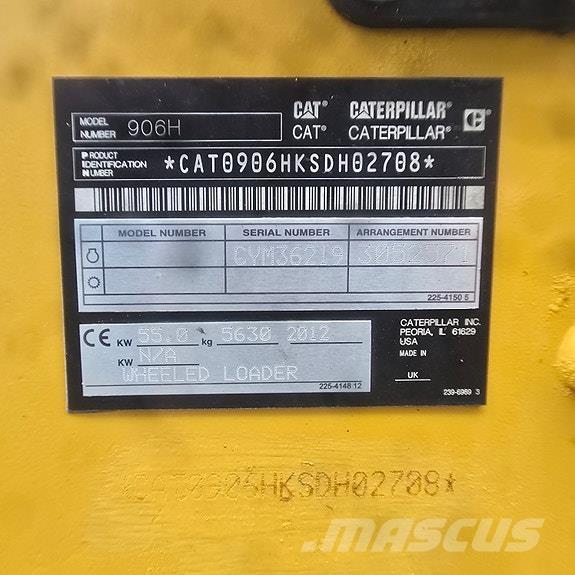 MODEL NUMBER 906H
CAT® CATERPILLAR®
CAT® CATERPILLAR® C
PRODUCT IDENTIFICATION NUMBER *CAT0906HKSDH02708*
MODEL NUMBER SERIAL NUMBER ARRANGEMENT NUMBER
CYM36219 3052571
225-4150 5
CE KW 55.0 kg 5630 2012
KW N/A
WHEELED LOADER
225-4148 12
CATERPILLAR INC.
PEORIA, IL 61629
USA
MADE IN
UK
239-6989 3
0906HKSDH02708*
MASCUS